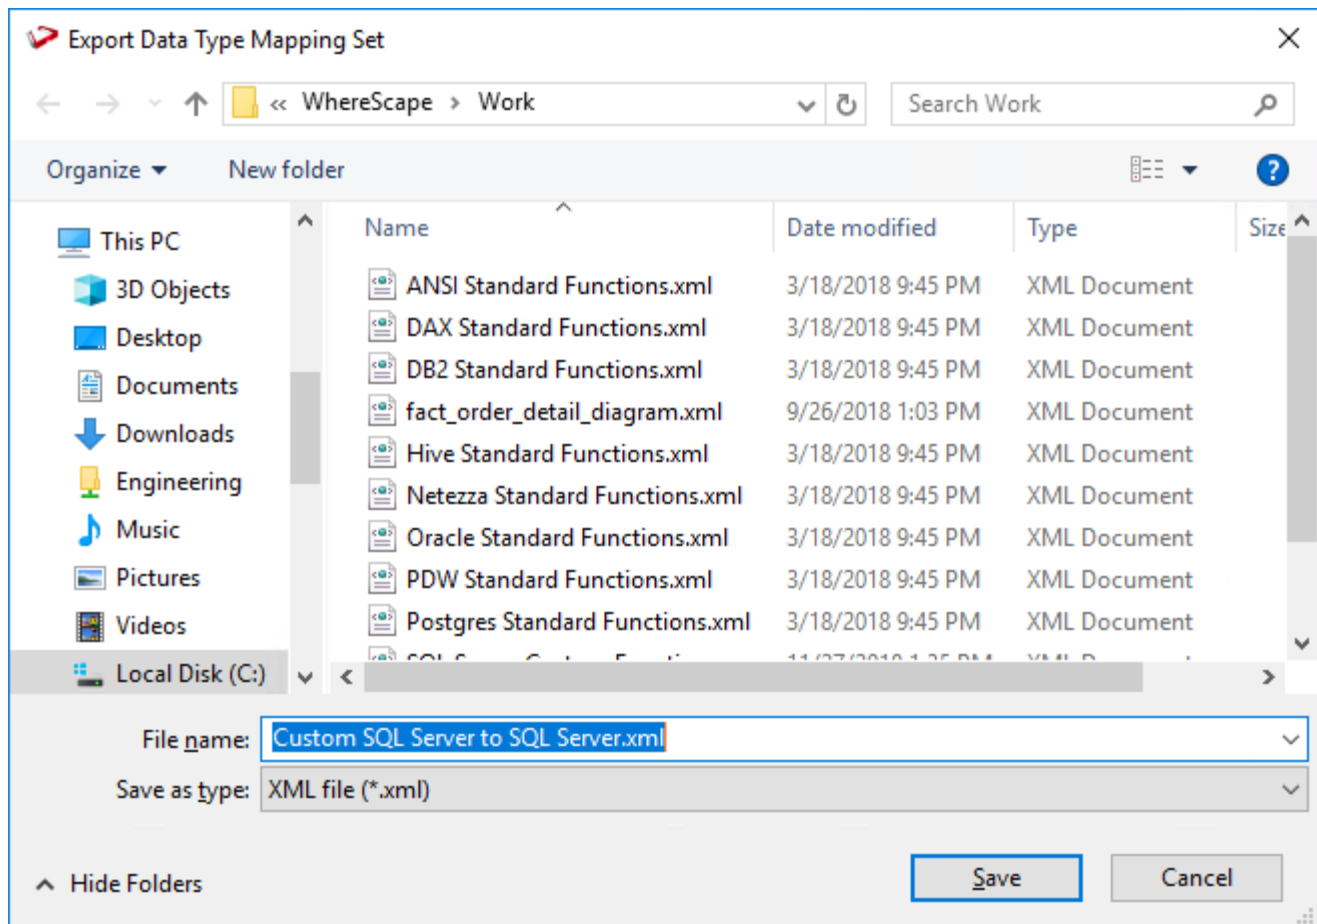 Export Data Type Mapping Set
« WhereScape › Work
Search Work
Organize
New folder
?
This PC
3D Objects
Desktop
Documents
Downloads
Engineering
Music
Pictures
Videos
Local Disk (C:)
Name Date modified Type Size
ANSI Standard Functions.xml 3/18/2018 9:45 PM XML Document
DAX Standard Functions.xml 3/18/2018 9:45 PM XML Document
DB2 Standard Functions.xml 3/18/2018 9:45 PM XML Document
fact_order_detail_diagram.xml 9/26/2018 1:03 PM XML Document
Hive Standard Functions.xml 3/18/2018 9:45 PM XML Document
Netezza Standard Functions.xml 3/18/2018 9:45 PM XML Document
Oracle Standard Functions.xml 3/18/2018 9:45 PM XML Document
PDW Standard Functions.xml 3/18/2018 9:45 PM XML Document
Postgres Standard Functions.xml 3/18/2018 9:45 PM XML Document
File name: Custom SQL Server to SQL Server.xml
Save as type: XML file (*.xml)
Hide Folders
Save
Cancel